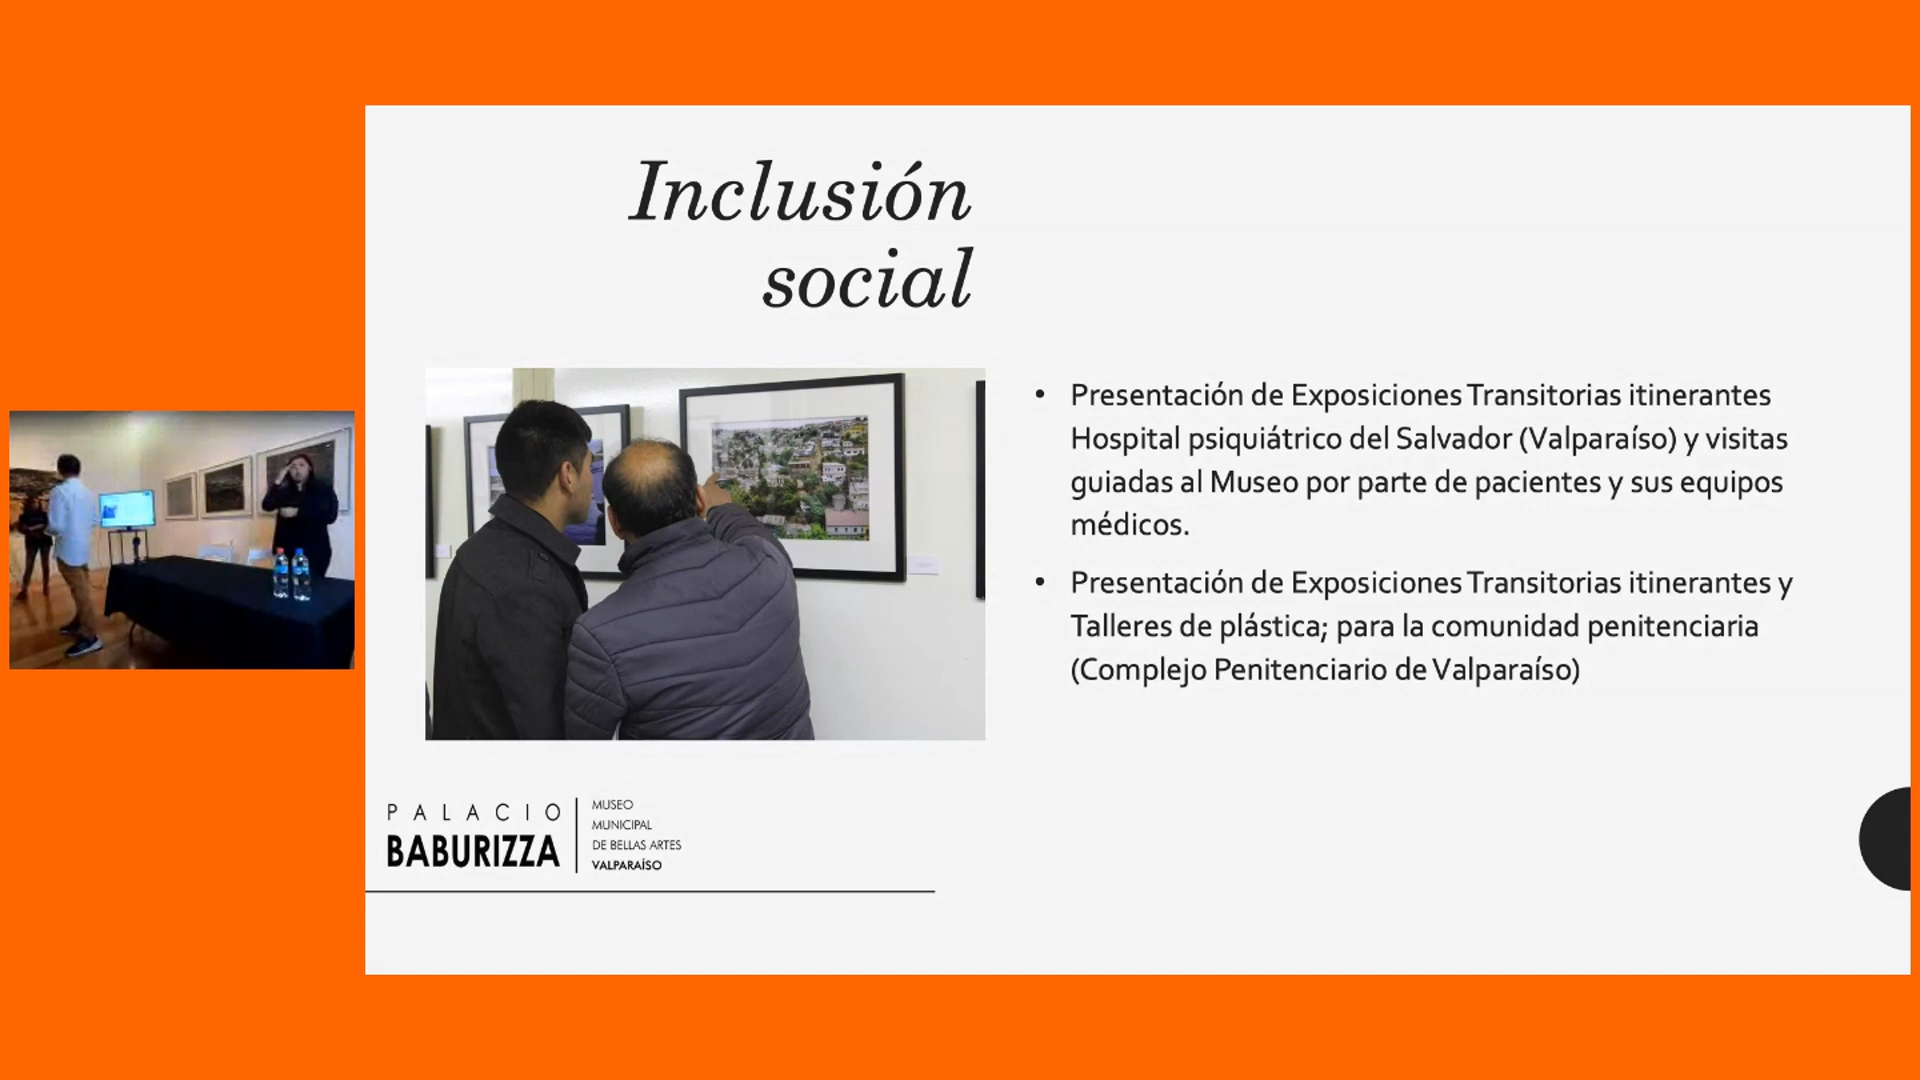 Inclusión
social
• Presentación de Exposiciones Transitorias itinerantes
Hospital psiquiátrico del Salvador (Valparaíso) y visitas
guiadas al Museo por parte de pacientes y sus equipos
médicos.
• Presentación de Exposiciones Transitorias itinerantes y
Talleres de plástica; para la comunidad penitenciaria
(Complejo Penitenciario de Valparaíso)
PALACIO
BABURIZZA
MUSEO
MUNICIPAL
DE BELLAS ARTES
VALPARAÍSO